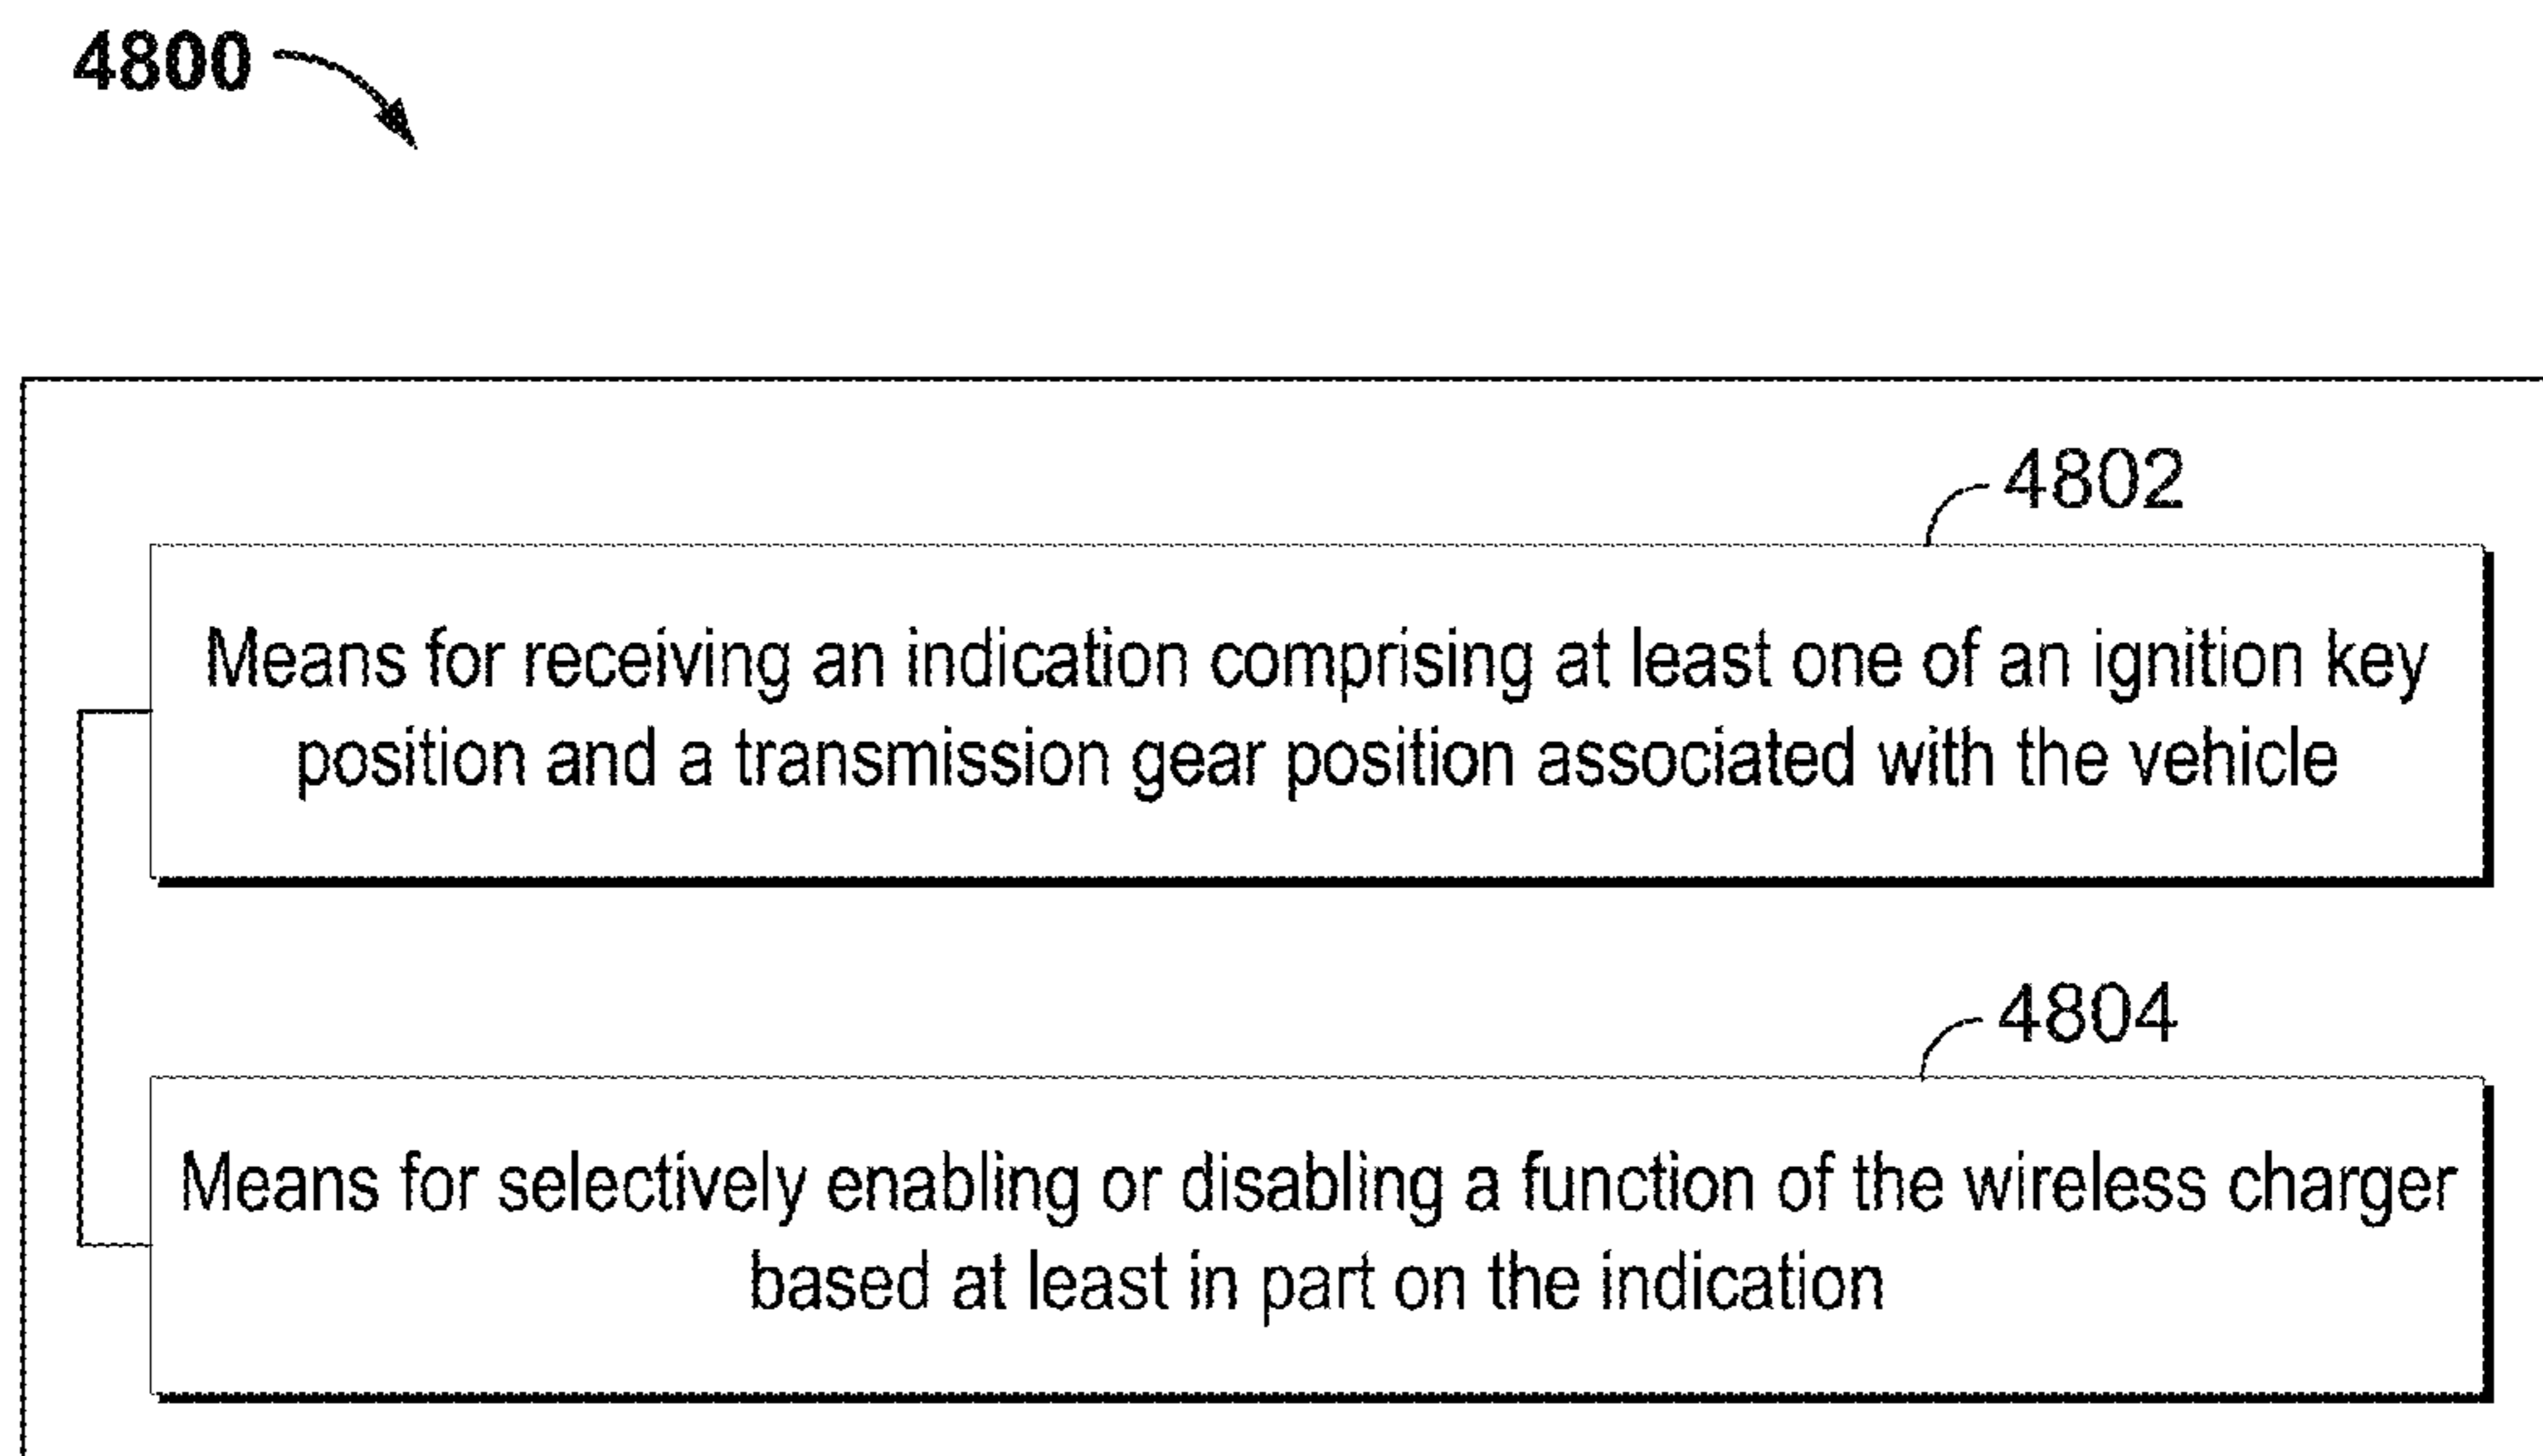 4800
4802
Means for receiving an indication comprising at least one of an ignition key
position and a transmission gear position associated with the vehicle
4804
Means for selectively enabling or disabling a function of the wireless charger
based at least in part on the indication